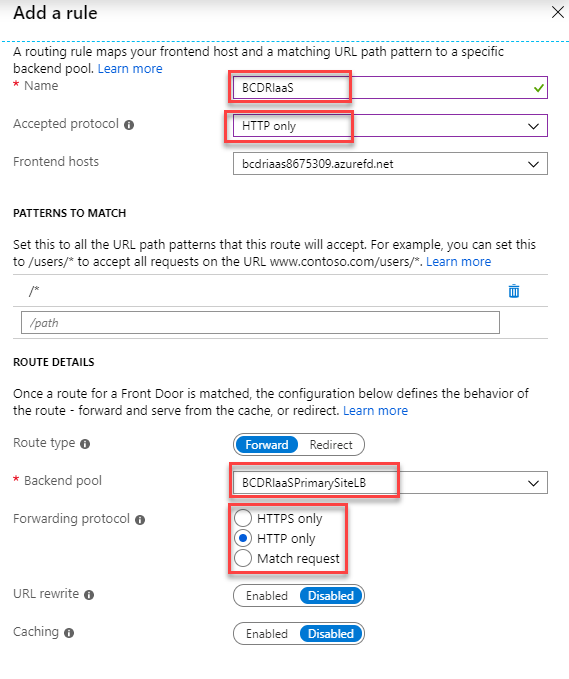 Add a rule
A routing rule maps your frontend host and a matching URL path pattern to a specific
backend pool. Learn more
* Name
BCDRIaaS
Accepted protocol
HTTP only
Frontend hosts
bcdriaas8675309.azurefd.net
PATTERNS TO MATCH
Set this to all the URL path patterns that this route will accept. For example, you can set this
to /users/* to accept all requests on the URL www.contoso.com/users/*. Learn more
/*
/path
ROUTE DETAILS
Once a route for a Front Door is matched, the configuration below defines the behavior of
the route - forward and serve from the cache, or redirect. Learn more
Route type
Forward Redirect
* Backend pool
BCDRIaaSPrimarySiteLB
Forwarding protocol
HTTPS only
HTTP only
Match request
URL rewrite
Enabled Disabled
Caching
Enabled Disabled